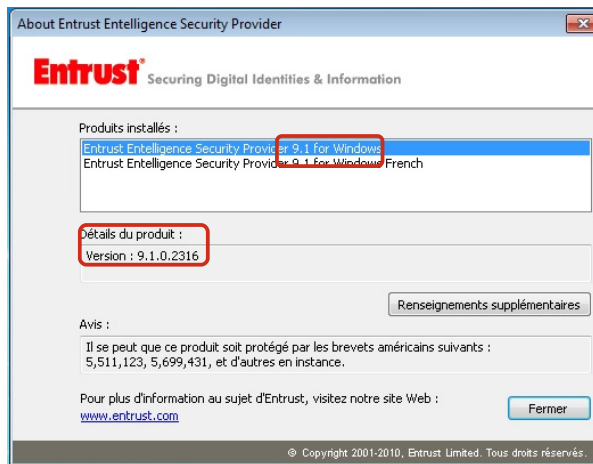 About Entrust Entelligence Security Provider
Entrust® Securing Digital Identities & Information
Produits installés :
Entrust Entelligence Security Provider 9.1 for Windows
Entrust Entelligence Security Provider 9.1 for Windows French
Détails du produit :
Version : 9.1.0.2316
Renseignements supplémentaires
Avis :
Il se peut que ce produit soit protégé par les brevets américains suivants :
5,511,123, 5,699,431, et d'autres en instance.
Pour plus d'information au sujet d'Entrust, visitez notre site Web :
www.entrust.com
Fermer
© Copyright 2001-2010, Entrust Limited. Tous droits réservés.